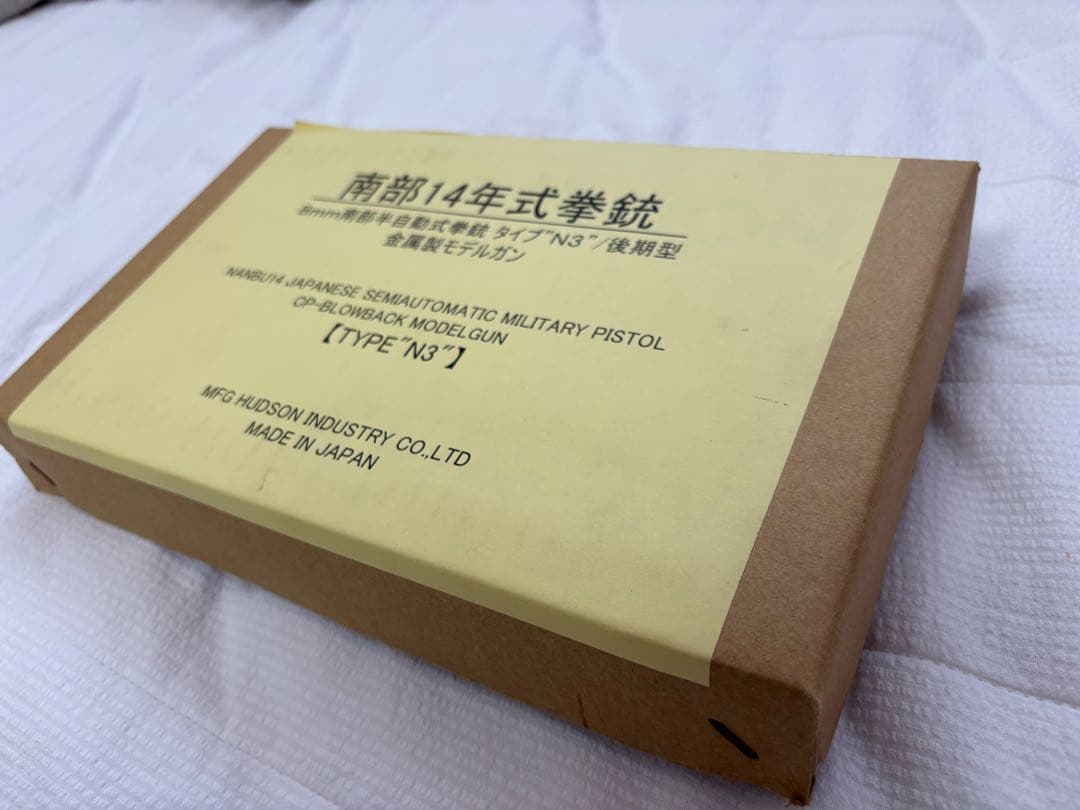 南部14年式拳銃
8mm南部半自動式拳銃 タイプ"N3"/後期型
金属製モデルガン
NANBU14 JAPANESE SEMIAUTOMATIC MILITARY PISTOL
CP-BLOWBACK MODELGUN
【TYPE"N3"】
MFG HUDSON INDUSTRY CO.,LTD
MADE IN JAPAN